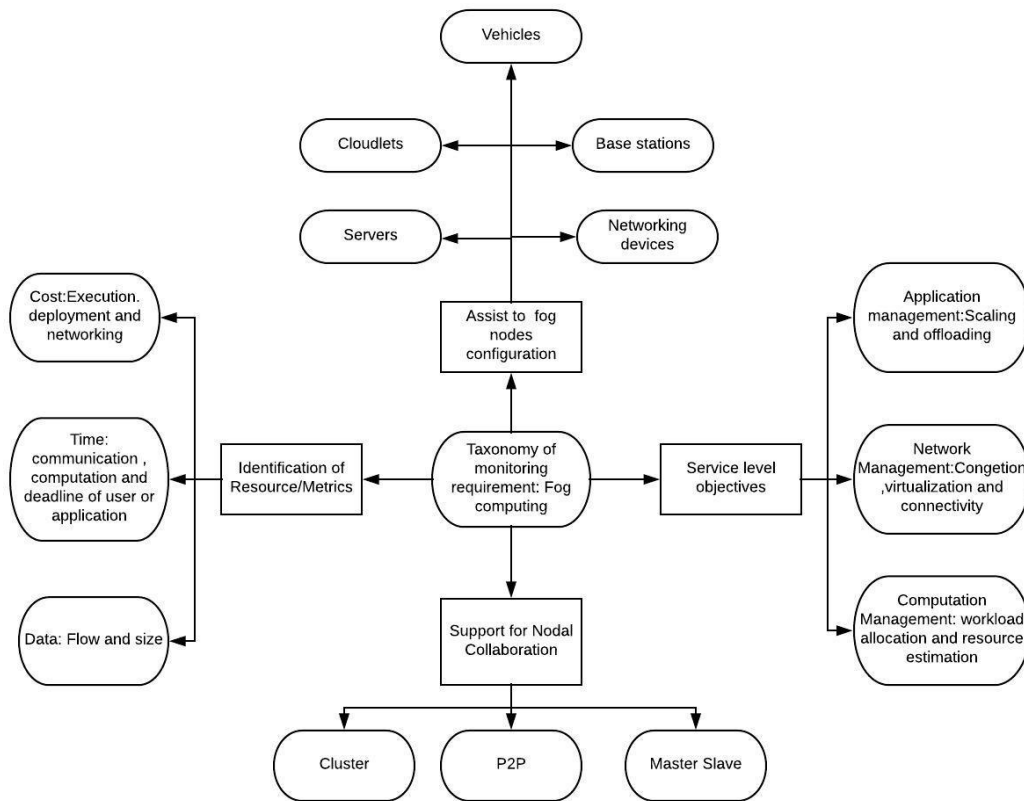 Vehicles
Cloudlets
Base stations
Servers
Networking
devices
Cost:Execution.
deployment and
networking
Assist to fog
nodes
configuration
Application
management:Scaling
and offloading
Time:
communication ,
computation and
deadline of user or
application
Identification of
Resource/Metrics
Taxonomy of
monitoring
requirement: Fog
computing
Service level
objectives
Network
Management:Congetion
,virtualization and
connectivity
Data: Flow and size
Support for Nodal
Collaboration
Computation
Management: workload
allocation and resource
estimation
Cluster
P2P
Master Slave